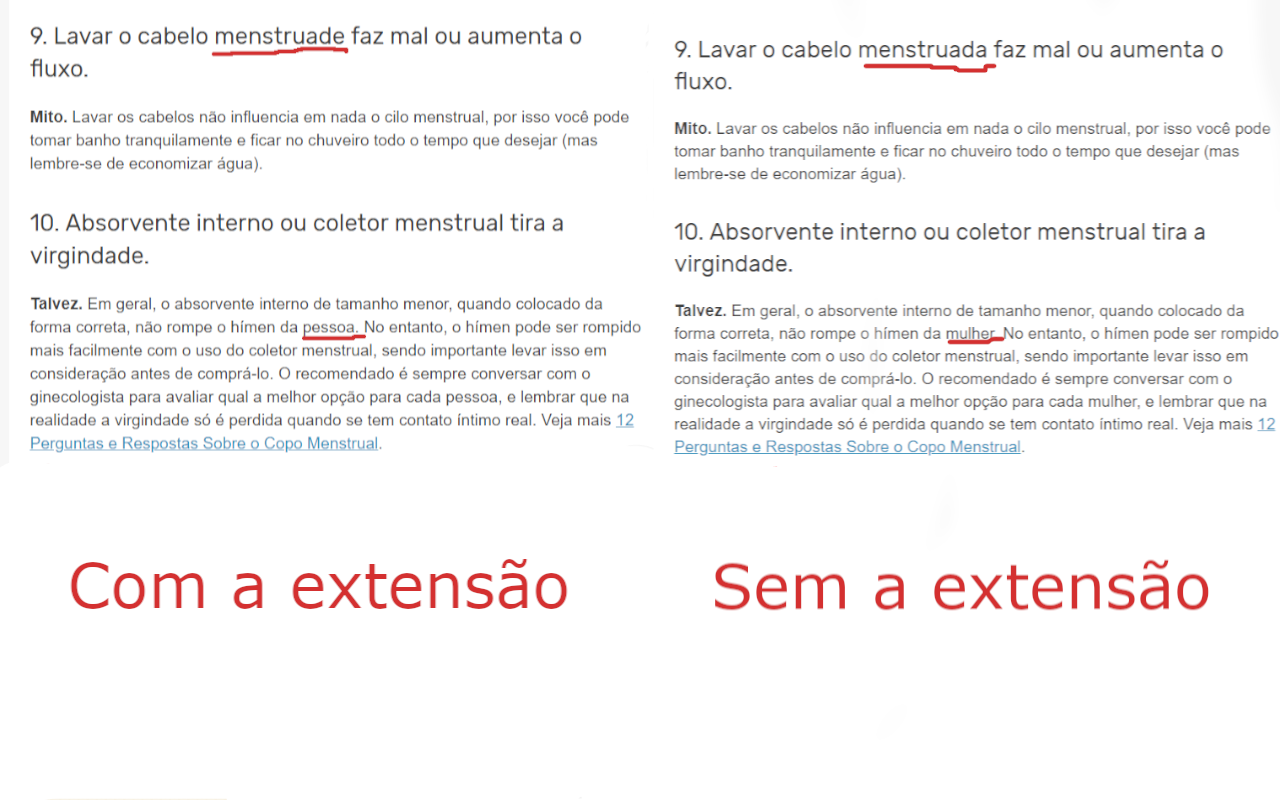 9. Lavar o cabelo menstruade faz mal ou aumenta o
fluxo.
Mito. Lavar os cabelos não influencia em nada o cilo menstrual, por isso você pode
tomar banho tranquilamente e ficar no chuveiro todo o tempo que desejar (mas
lembre-se de economizar água).
10. Absorvente interno ou coletor menstrual tira a
virgindade.
Talvez. Em geral, o absorvente interno de tamanho menor, quando colocado da
forma correta, não rompe o hímen da pessoa. No entanto, o hímen pode ser rompido
mais facilmente com o uso do coletor menstrual, sendo importante levar isso em
consideração antes de comprá-lo. O recomendado é sempre conversar com o
ginecologista para avaliar qual a melhor opção para cada pessoa, e lembrar que na
realidade a virgindade só é perdida quando se tem contato íntimo real. Veja mais 12
Perguntas e Respostas Sobre o Copo Menstrual.
Com a extensão
9. Lavar o cabelo menstruada faz mal ou aumenta o
fluxo.
Mito. Lavar os cabelos não influencia em nada o cilo menstrual, por isso você pode
tomar banho tranquilamente e ficar no chuveiro todo o tempo que desejar (mas
lembre-se de economizar água).
10. Absorvente interno ou coletor menstrual tira a
virgindade.
Talvez. Em geral, o absorvente interno de tamanho menor, quando colocado da
forma correta, não rompe o hímen da mulher. No entanto, o hímen pode ser rompido
mais facilmente com o uso do coletor menstrual, sendo importante levar isso em
consideração antes de comprá-lo. O recomendado é sempre conversar com o
ginecologista para avaliar qual a melhor opção para cada mulher, e lembrar que na
realidade a virgindade só é perdida quando se tem contato íntimo real. Veja mais 12
Perguntas e Respostas Sobre o Copo Menstrual.
Sem a extensão